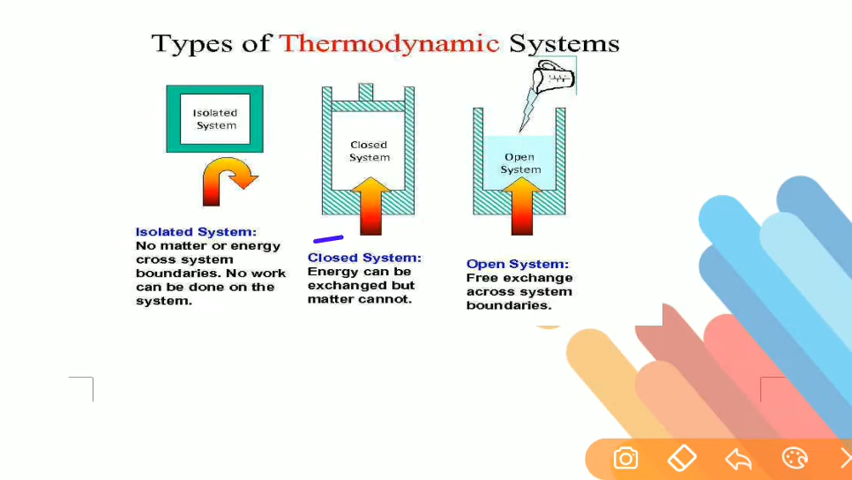 Types of Thermodynamic Systems
Isolated
System
Closed
System
Open
System
Isolated System:
No matter or energy
cross system
boundaries. No work
can be done on the
system.
Closed System:
Energy can be
exchanged but
matter cannot.
Open System:
Free exchange
across system
boundaries.